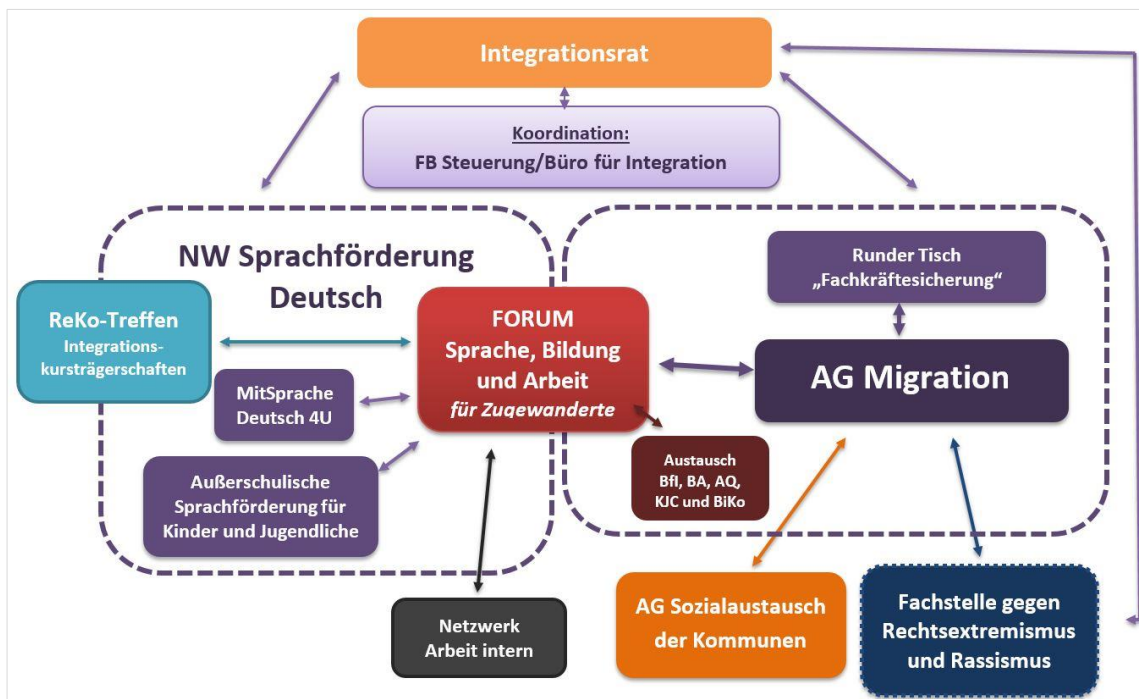 Integrationsrat
Koordination:
FB Steuerung/Büro für Integration
NW Sprachförderung
Deutsch
Runder Tisch
„Fachkräftesicherung“
ReKo-Treffen
Integrations-
kursträgerschaften
FORUM
Sprache, Bildung
und Arbeit
für Zugewanderte
AG Migration
MitSprache
Deutsch 4U
Austausch
BfI, BA, AQ,
KJC und BiKo
Außerschulische
Sprachförderung für
Kinder und Jugendliche
Netzwerk
Arbeit intern
AG Sozialaustausch
der Kommunen
Fachstelle gegen
Rechtsextremismus
und Rassismus